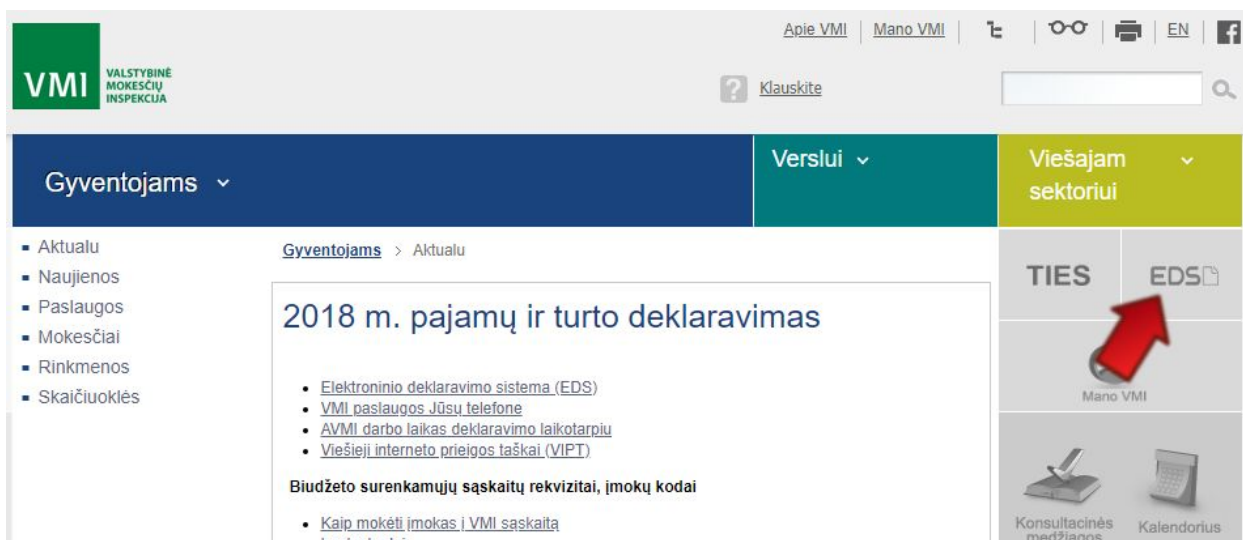 Apie VMI
Mano VMI
EN
VMI
VALSTYBINĖ
MOKESČIŲ
INSPEKCIJA
?
Klauskite
Gyventojams
Verslui
Viešajam
sektoriui
Aktualu
Naujienos
Paslaugos
Mokesčiai
Rinkmenos
Skaičiuoklės
Gyventojams > Aktualu
2018 m. pajamų ir turto deklaravimas
Elektroninio deklaravimo sistema (EDS)
VMI paslaugos Jūsų telefone
AVMI darbo laikas deklaravimo laikotarpiu
Viešieji interneto prieigos taškai (VIPT)
Biudžeto surenkamųjų sąskaitų rekvizitai, įmokų kodai
Kaip mokėti įmokas į VMI sąskaitą
TIES
EDS
Mano VMI
Konsultacinės
medžiagos
Kalendorius